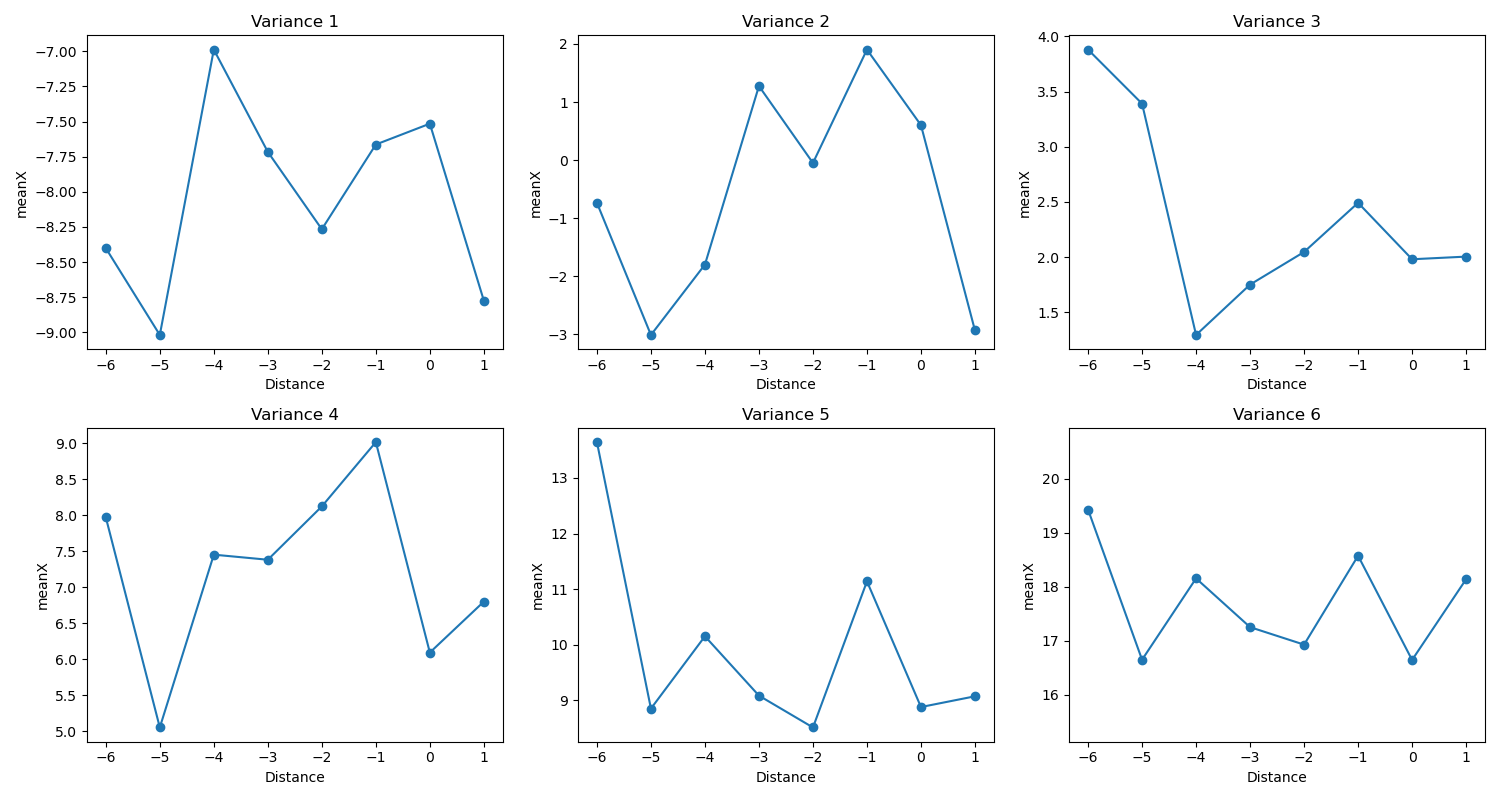 Variance 1
meanX
−7.00
−7.25
−7.50
−7.75
−8.00
−8.25
−8.50
−8.75
−9.00
−6 −5 −4 −3 −2 −1 0 1
Distance
Variance 2
meanX
2
1
0
−1
−2
−3
−6 −5 −4 −3 −2 −1 0 1
Distance
Variance 3
meanX
4.0
3.5
3.0
2.5
2.0
1.5
−6 −5 −4 −3 −2 −1 0 1
Distance
Variance 4
meanX
9.0
8.5
8.0
7.5
7.0
6.5
6.0
5.5
5.0
−6 −5 −4 −3 −2 −1 0 1
Distance
Variance 5
meanX
13
12
11
10
9
−6 −5 −4 −3 −2 −1 0 1
Distance
Variance 6
meanX
20
19
18
17
16
−6 −5 −4 −3 −2 −1 0 1
Distance